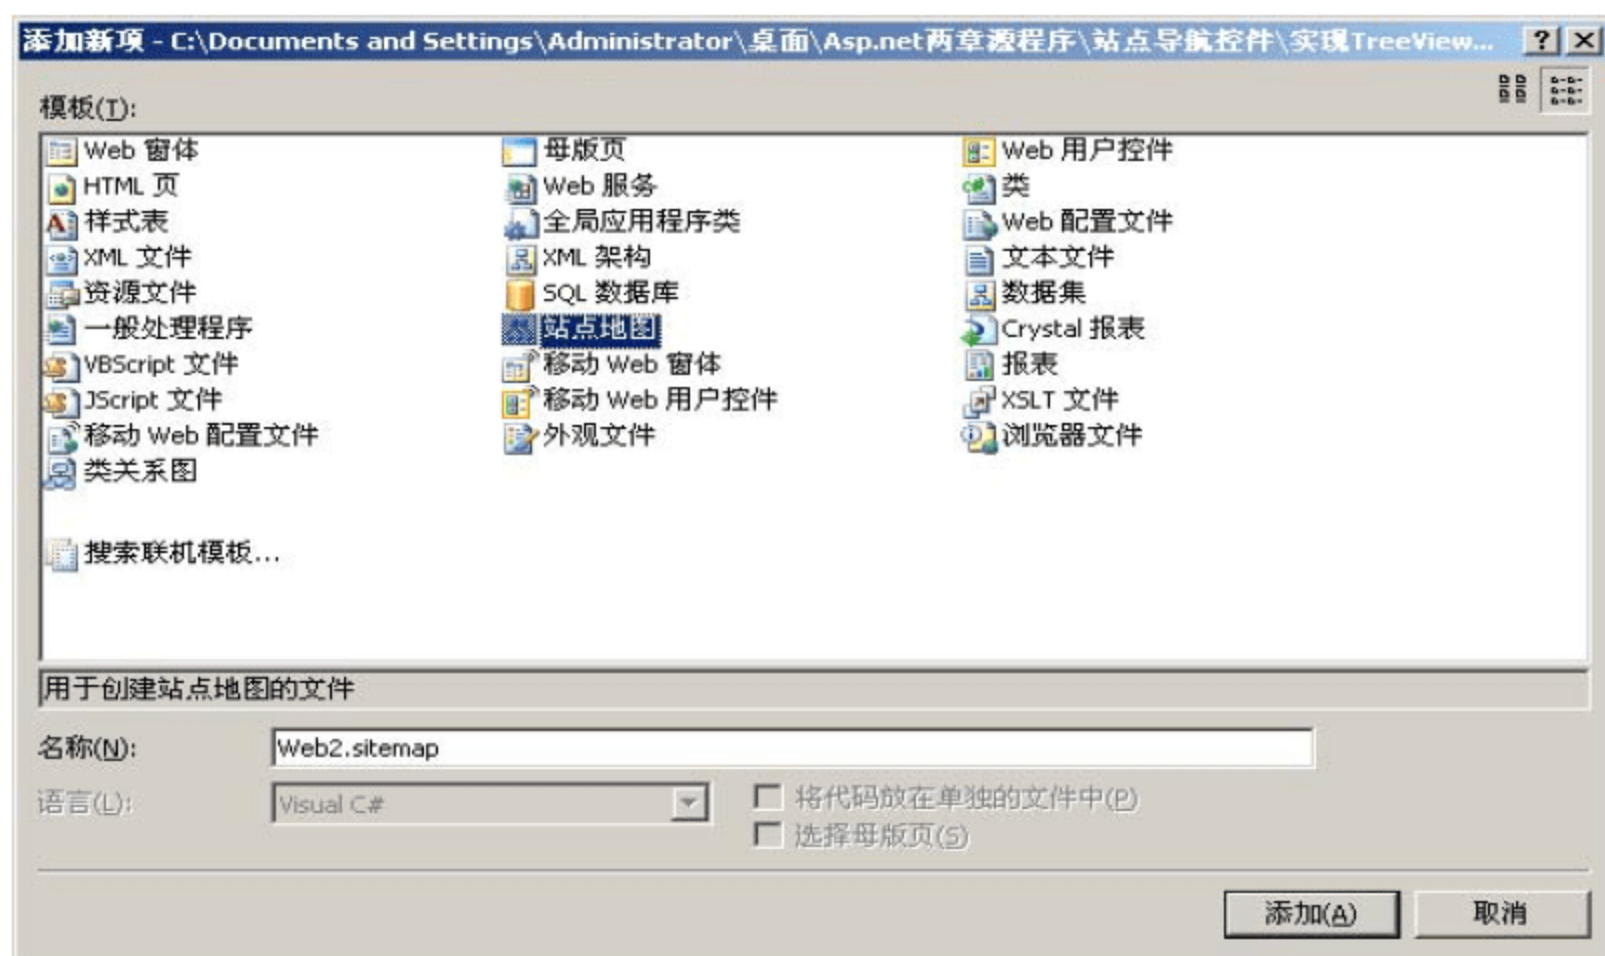 添加新项 - C:\Documents and Settings\Administrator\桌面\Asp.net两章源程序\站点导航控件\实现TreeView...
模板(T):
Web 窗体 母版页 Web 用户控件
HTML 页 Web 服务 类
样式表 全局应用程序类 Web 配置文件
XML 文件 XML 架构 文本文件
资源文件 SQL 数据库 数据集
一般处理程序 站点地图 Crystal 报表
VBScript 文件 移动 Web 窗体 报表
JScript 文件 移动 Web 用户控件 XSLT 文件
移动 Web 配置文件 外观文件 浏览器文件
类关系图
搜索联机模板...
用于创建站点地图的文件
名称(N): Web2.sitemap
语言(L): Visual C# 将代码放在单独的文件中(P)
选择母版页(S)
添加(A) 取消